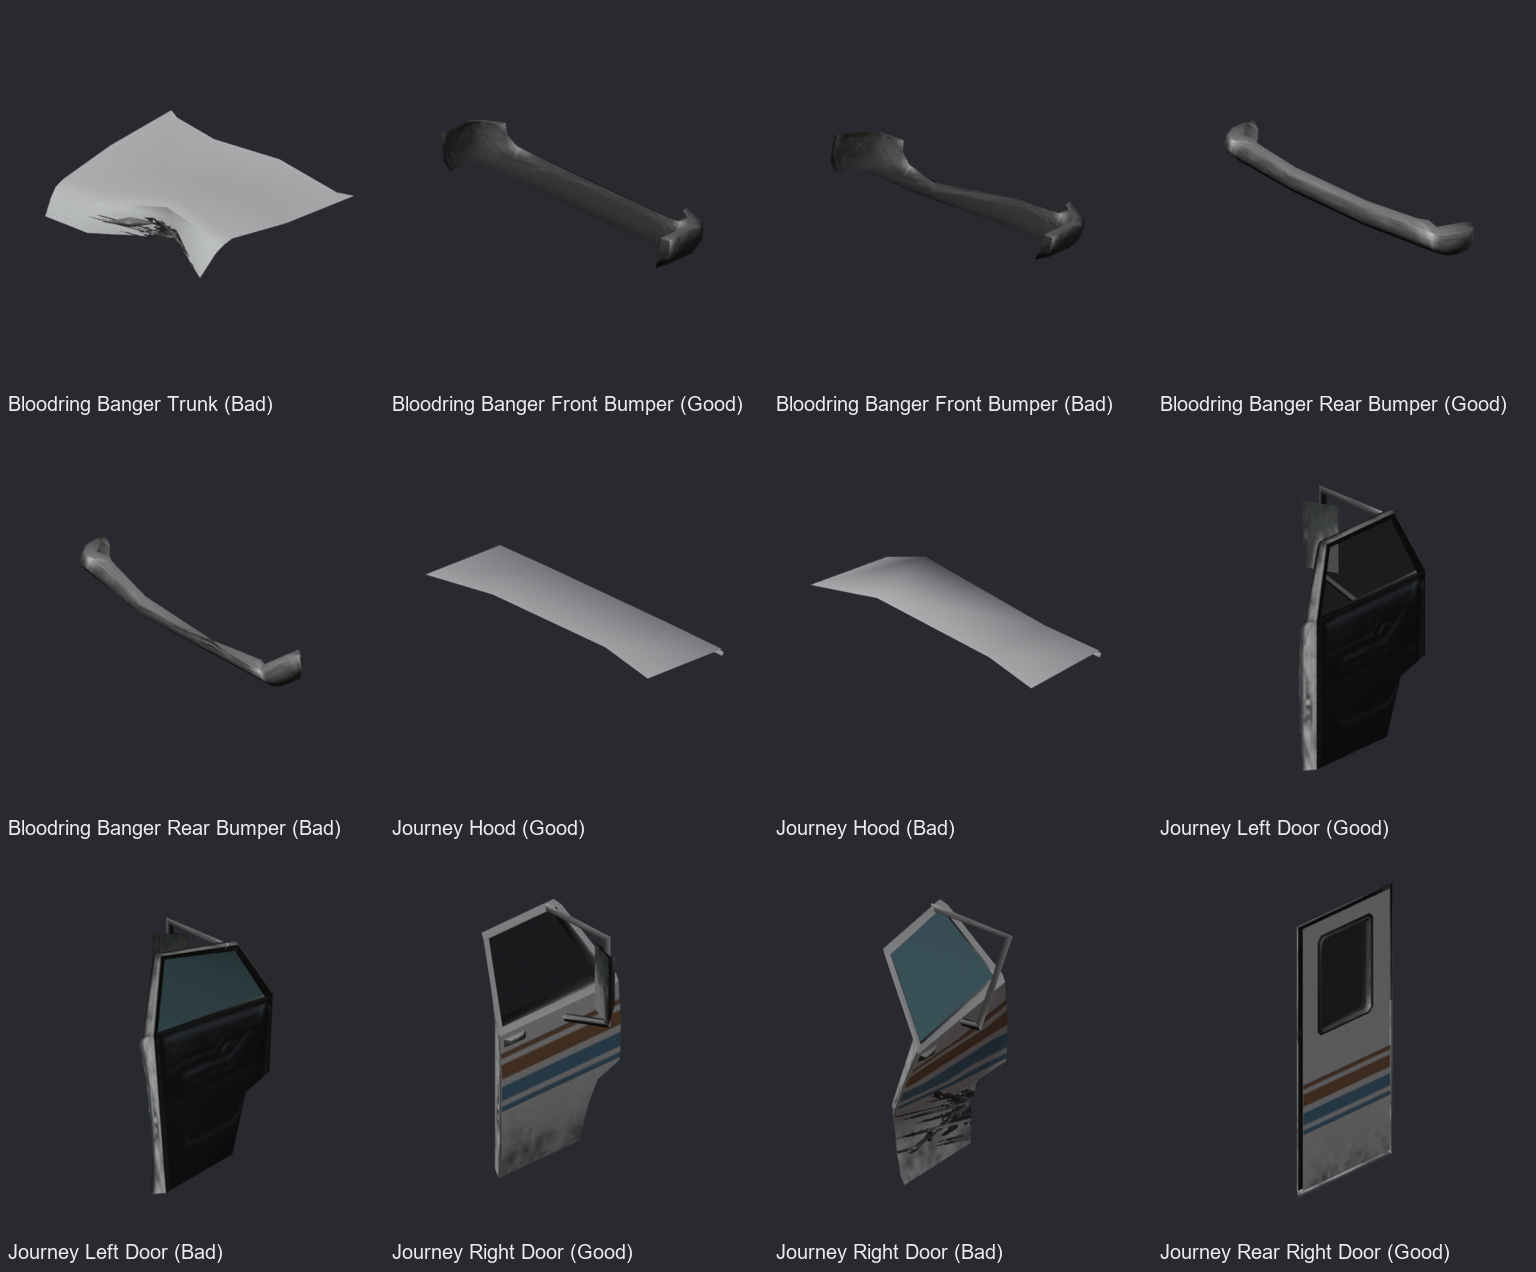 Bloodring Banger Trunk (Bad)
Bloodring Banger Front Bumper (Good)
Bloodring Banger Front Bumper (Bad)
Bloodring Banger Rear Bumper (Good)
Bloodring Banger Rear Bumper (Bad)
Journey Hood (Good)
Journey Hood (Bad)
Journey Left Door (Good)
Journey Left Door (Bad)
Journey Right Door (Good)
Journey Right Door (Bad)
Journey Rear Right Door (Good)